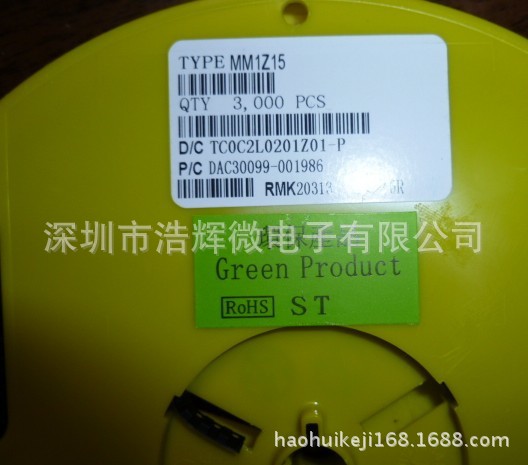 TYPE MM1Z15
QTY 3,000 PCS
D/C TC0C2L0201Z01-P
P/C DAC30099-001986
RMK20313
深圳市浩辉微电子有限公司
Green Product
RoHS ST
haohuikeji168.1688.com